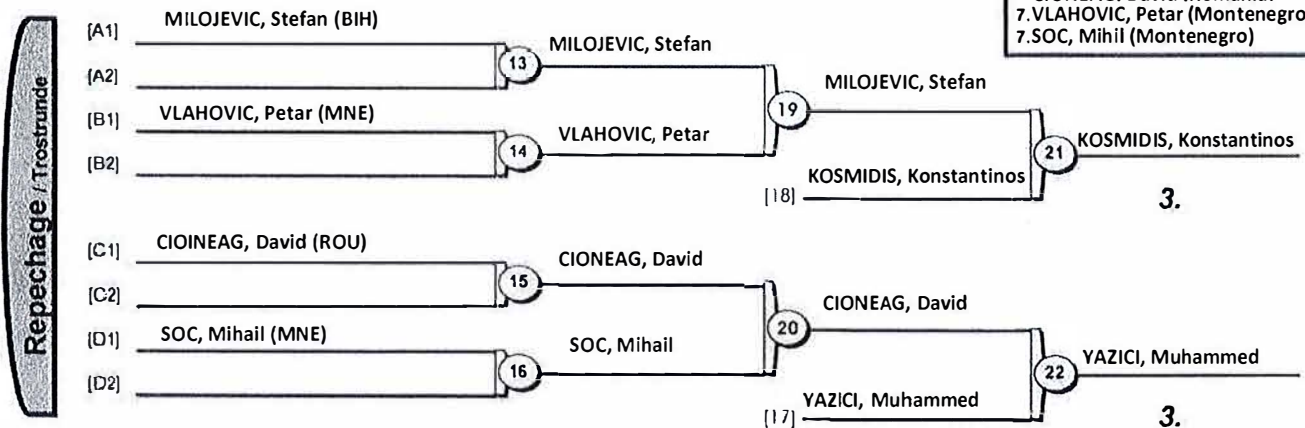 7.VLAHOVIC, Petar (Montenegro
7.SOC, Mihil (Montenegro)
Repechage / Trostrunde
[A1] MILOJEVIC, Stefan (BIH)
[A2]
13 MILOJEVIC, Stefan
[B1] VLAHOVIC, Petar (MNE)
[B2]
14 VLAHOVIC, Petar
19 MILOJEVIC, Stefan
[18] KOSMIDIS, Konstantinos
21 KOSMIDIS, Konstantinos
3.
[C1] CIOINEAG, David (ROU)
[C2]
15 CIONEAG, David
[D1] SOC, Mihail (MNE)
[D2]
16 SOC, Mihail
20 CIONEAG, David
[17] YAZICI, Muhammed
22 YAZICI, Muhammed
3.